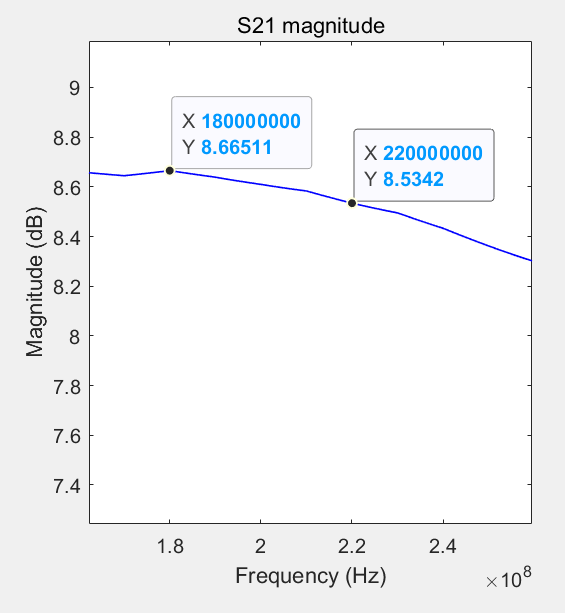 S21 magnitude
X 180000000
Y 8.66511
X 220000000
Y 8.5342
9
8.8
8.6
8.4
8.2
8
7.8
7.6
7.4
Magnitude (dB)
1.8 2 2.2 2.4
Frequency (Hz)
×10^8